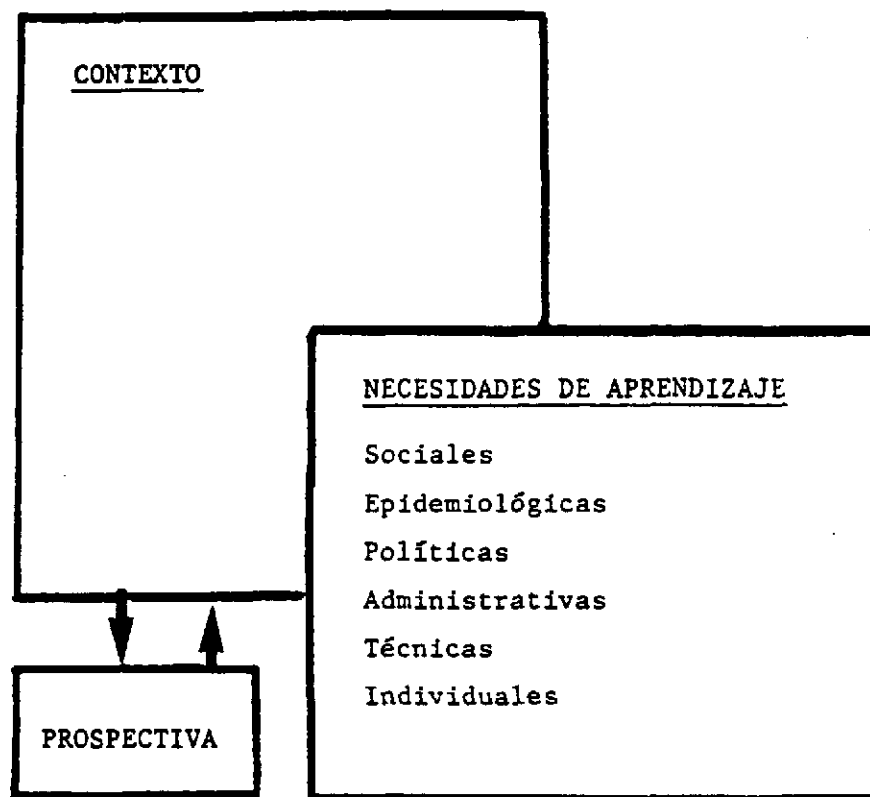 CONTEXTO
NECESIDADES DE APRENDIZAJE
Sociales
Epidemiológicas
Políticas
Administrativas
Técnicas
Individuales
PROSPECTIVA